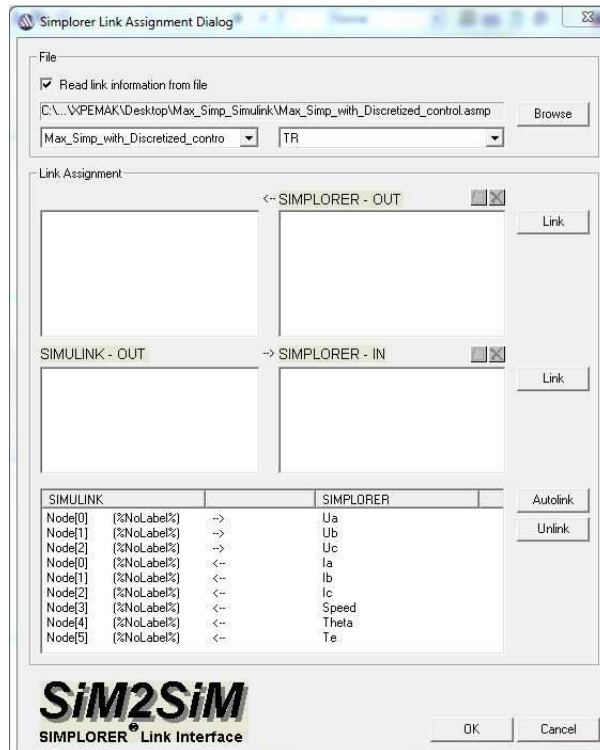 Simplorer Link Assignment Dialog
File
Read link information from file
C:\...\XPEMAK\Desktop\Max_Simp_Simulink\Max_Simp_with_Discretized_control.asmp
Browse
Max_Simp_with_Discretized_contro
TR
Link Assignment
<-- SIMPLORER - OUT
Link
SIMULINK - OUT
--> SIMPLORER - IN
Link
SIMULINK SIMPLORER
Node[0] (%NoLabel%) --> Ua
Node[1] (%NoLabel%) --> Ub
Node[2] (%NoLabel%) --> Uc
Node[0] (%NoLabel%) <-- Ia
Node[1] (%NoLabel%) <-- Ib
Node[2] (%NoLabel%) <-- Ic
Node[3] (%NoLabel%) <-- Speed
Node[4] (%NoLabel%) <-- Theta
Node[5] (%NoLabel%) <-- Te
Autolink
Unlink
SiM2SiM
SIMPLORER® Link Interface
OK
Cancel